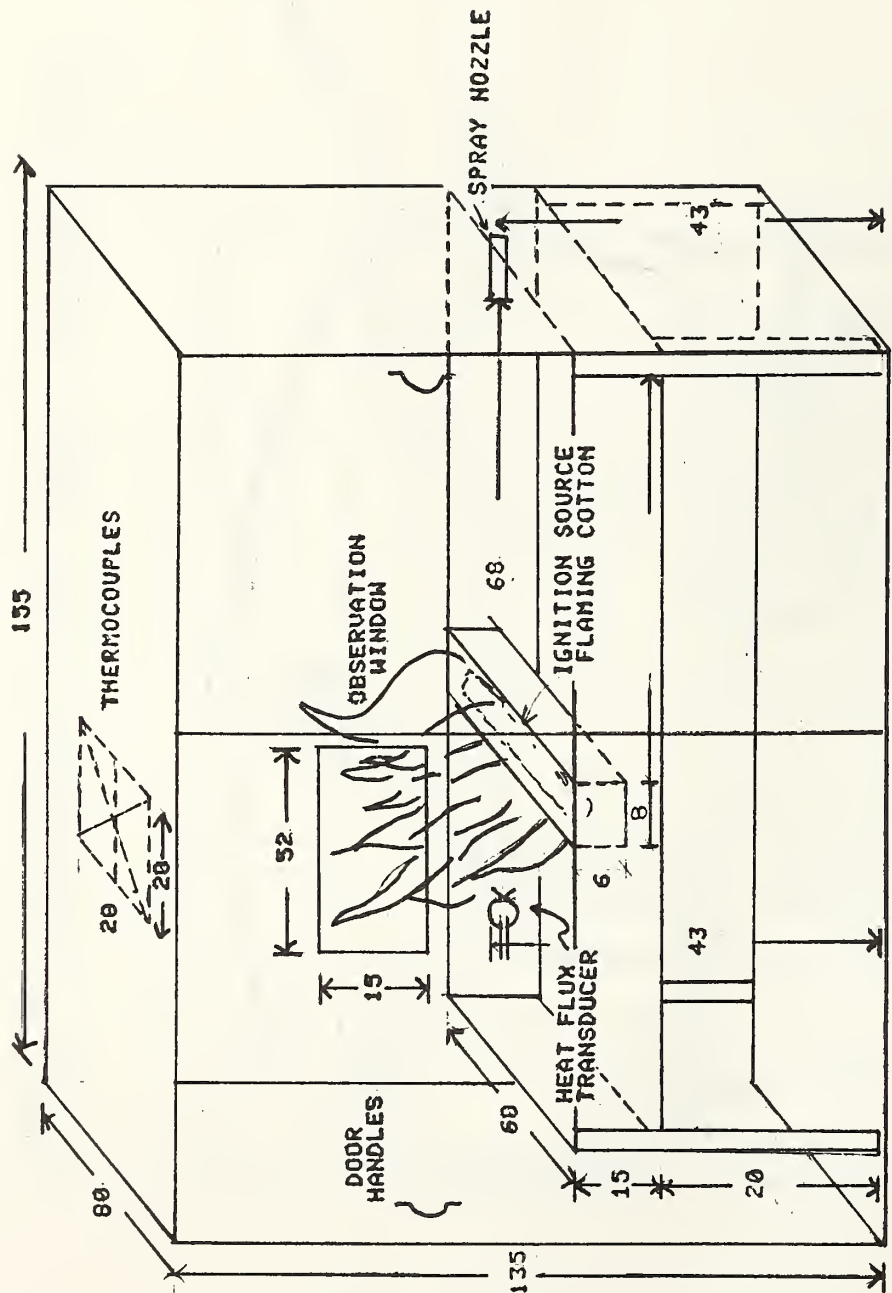 155
THERMOCOUPLES
80
20
20
DOOR
HANDLES
52
OBSERVATION
WINDOW
15
135
60
68
SPRAY NOZZLE
HEAT FLUX
TRANSDUCER
IGNITION SOURCE
FLAMING COTTON
6
8
15
43
43
20